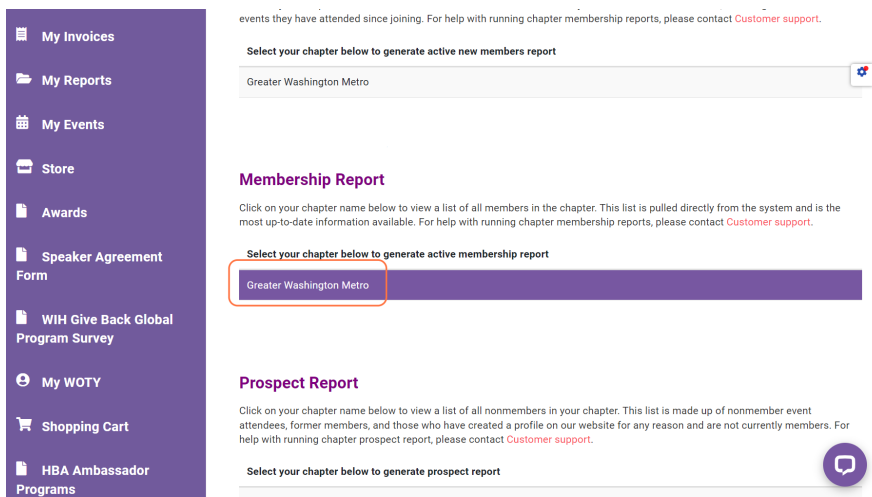 My Invoices
My Reports
My Events
Store
Awards
Speaker Agreement
Form
WIH Give Back Global
Program Survey
My WOTY
Shopping Cart
HBA Ambassador
Programs
events they have attended since joining. For help with running chapter membership reports, please contact Customer support.
Select your chapter below to generate active new members report
Greater Washington Metro
Membership Report
Click on your chapter name below to view a list of all members in the chapter. This list is pulled directly from the system and is the
most up-to-date information available. For help with running chapter membership reports, please contact Customer support.
Select your chapter below to generate active membership report
Greater Washington Metro
Prospect Report
Click on your chapter name below to view a list of all nonmembers in your chapter. This list is made up of nonmember event
attendees, former members, and those who have created a profile on our website for any reason and are not currently members. For
help with running chapter prospect report, please contact Customer support.
Select your chapter below to generate prospect report